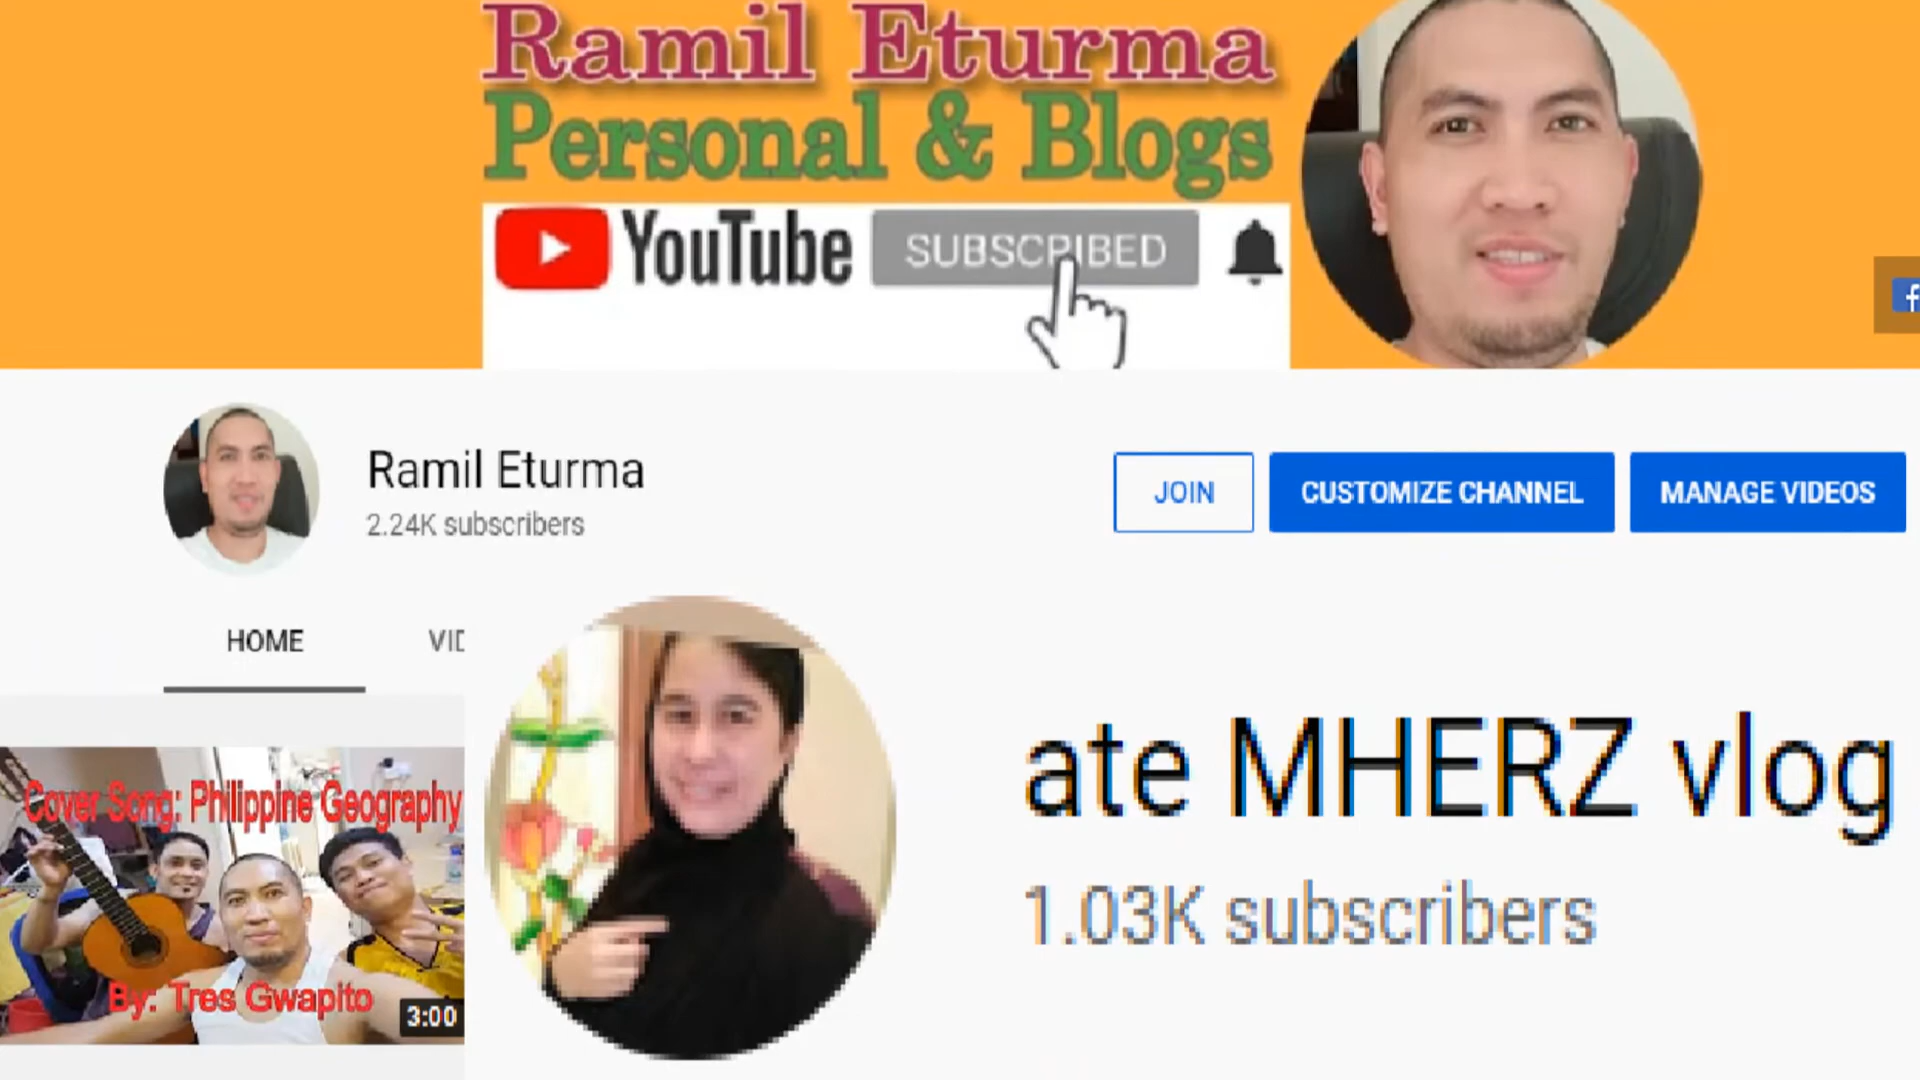 Ramil Eturma
Personal & Blogs
YouTube SUBSCRIBED
f
Ramil Eturma
2.24K subscribers
JOIN
CUSTOMIZE CHANNEL
MANAGE VIDEOS
HOME
VID
Cover Song: Philippine Geography
By: Tres Gwapito
3:00
ate MHERZ vlog
1.03K subscribers